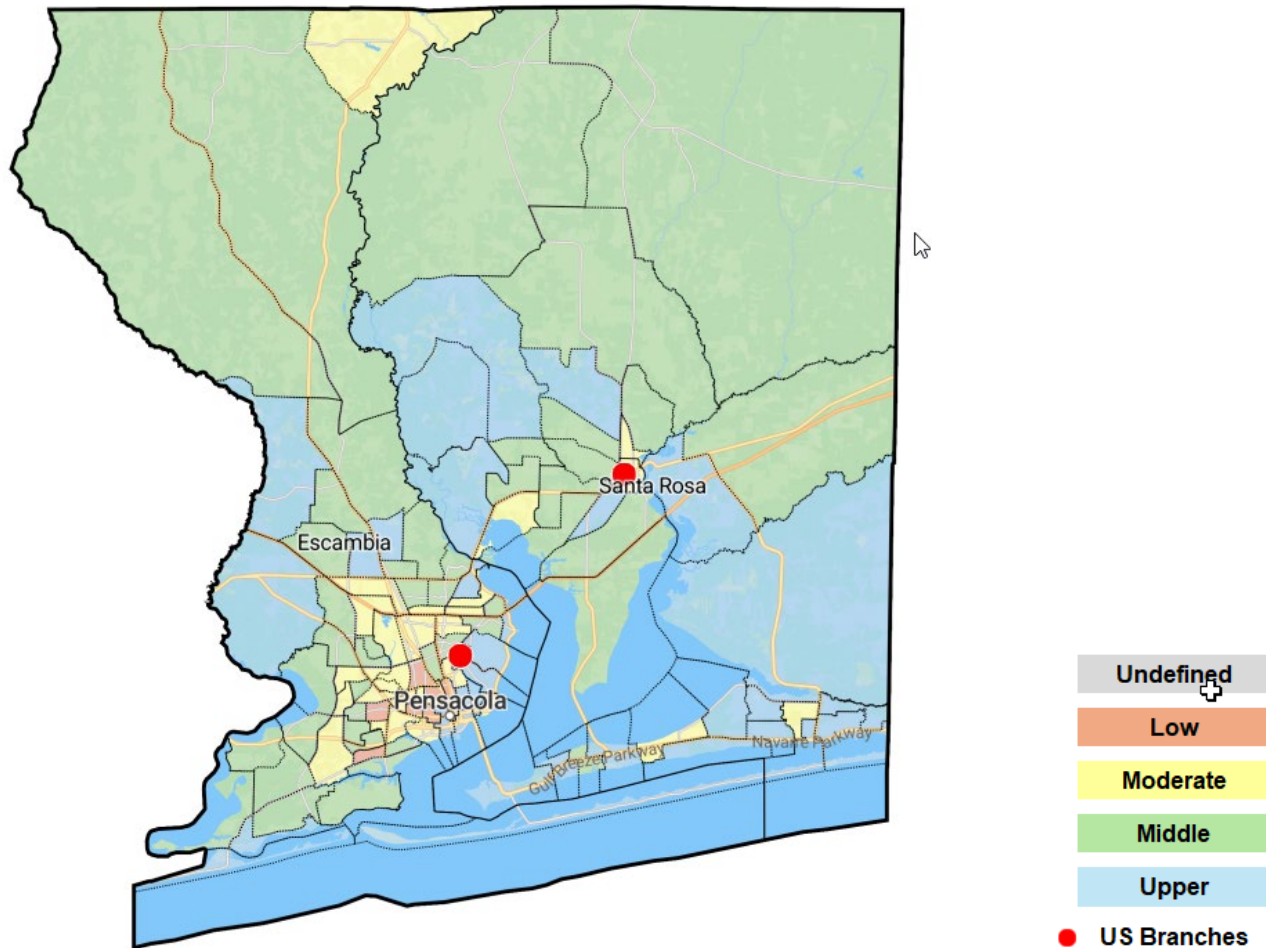 Santa Rosa
Escambia
Pensacola
Gulf Breeze Parkway
Navarre Parkway
Undefined
Low
Moderate
Middle
Upper
US Branches